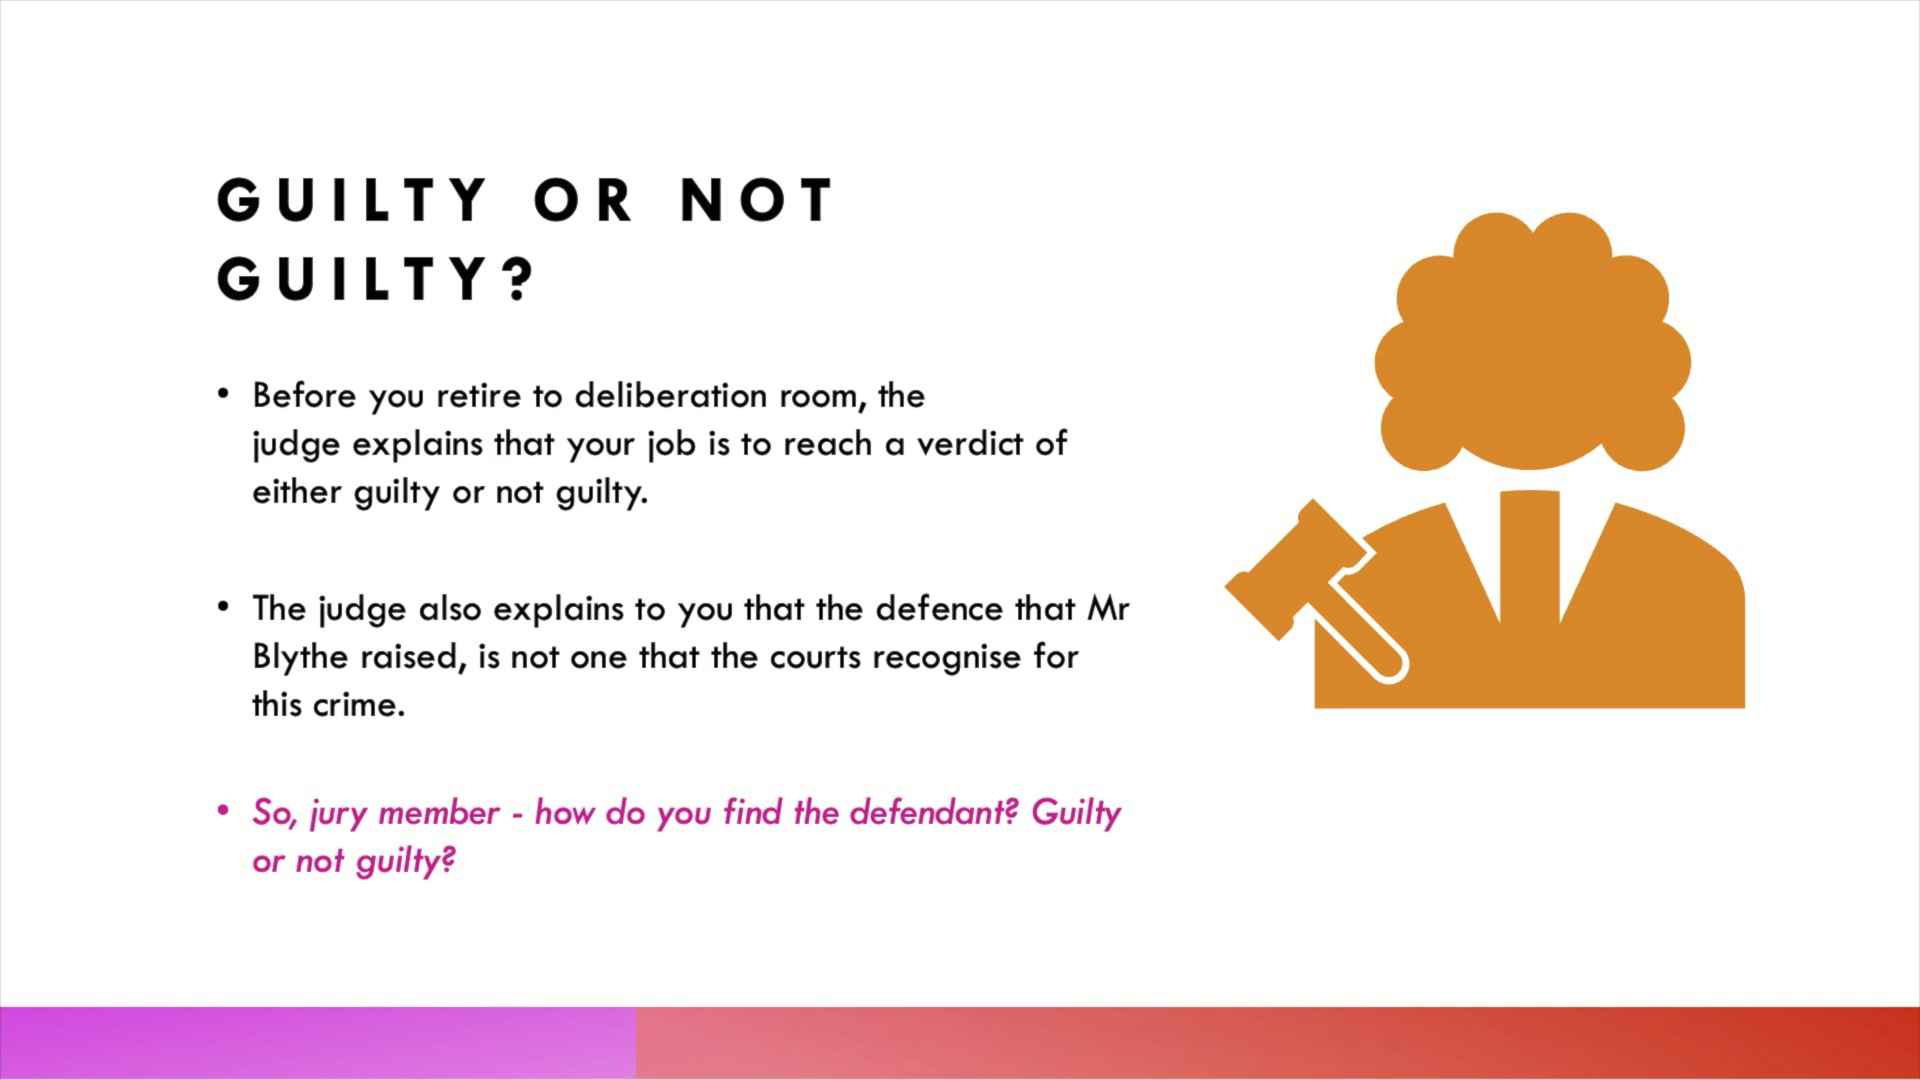 GUILTY OR NOT
GUILTY?
• Before you retire to deliberation room, the
judge explains that your job is to reach a verdict of
either guilty or not guilty.
• The judge also explains to you that the defence that Mr
Blythe raised, is not one that the courts recognise for
this crime.
• So, jury member - how do you find the defendant? Guilty
or not guilty?